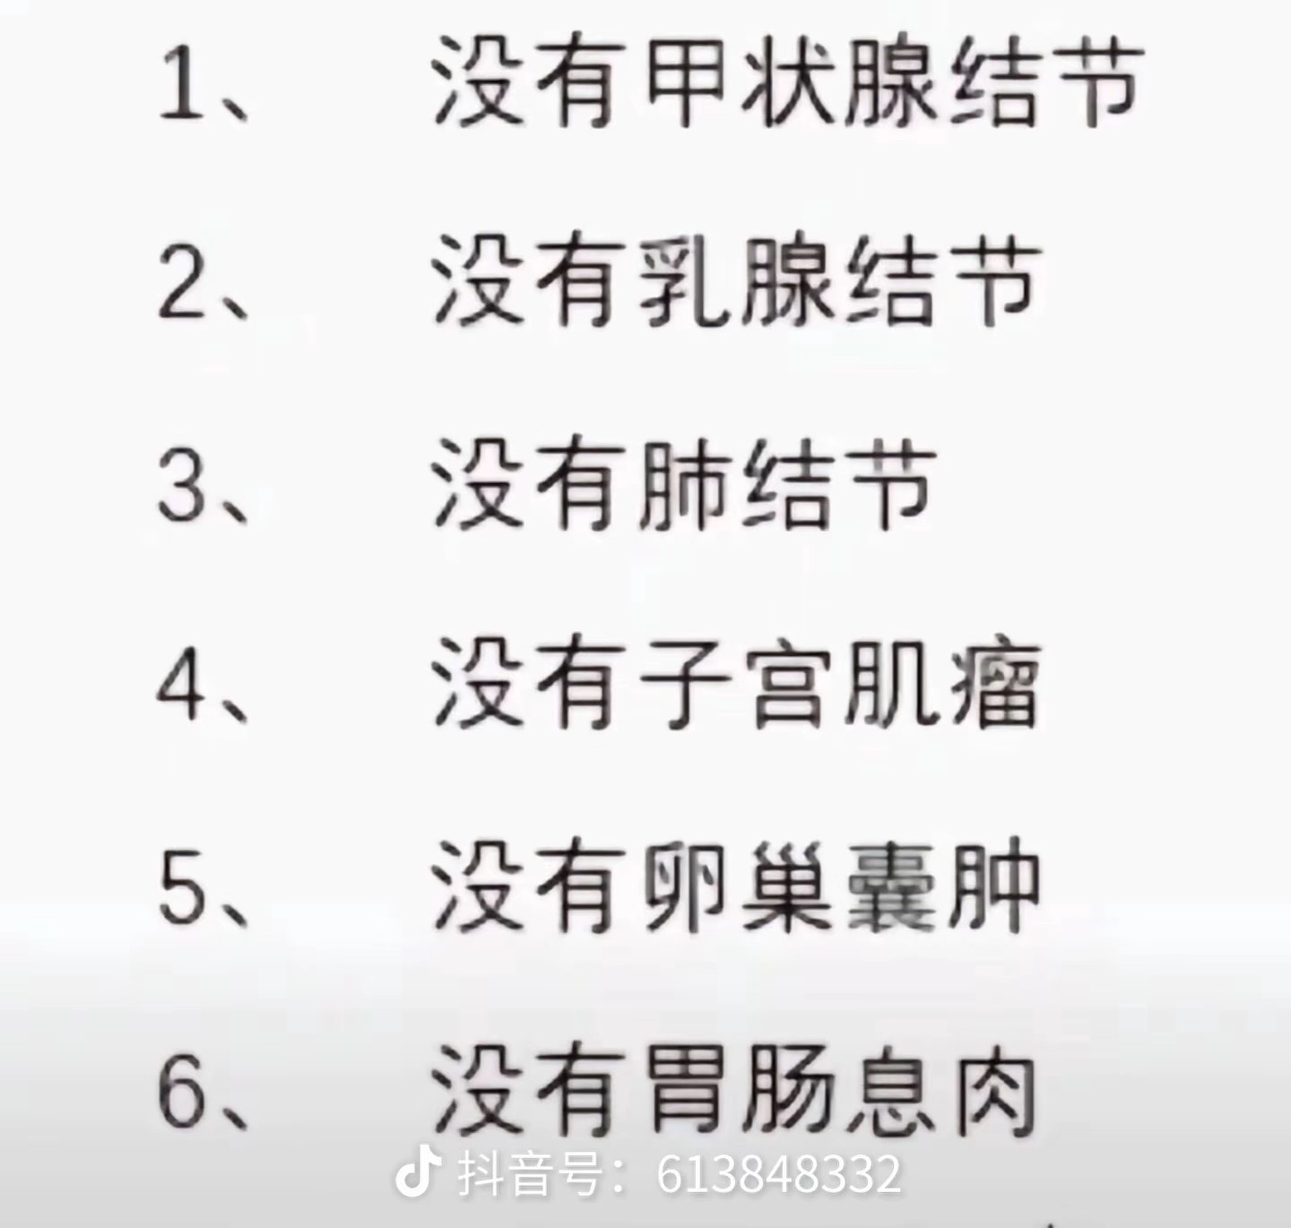 1、 没有甲状腺结节
2、 没有乳腺结节
3、 没有肺结节
4、 没有子宫肌瘤
5、 没有卵巢囊肿
6、 没有胃肠息肉
抖音号：613848332